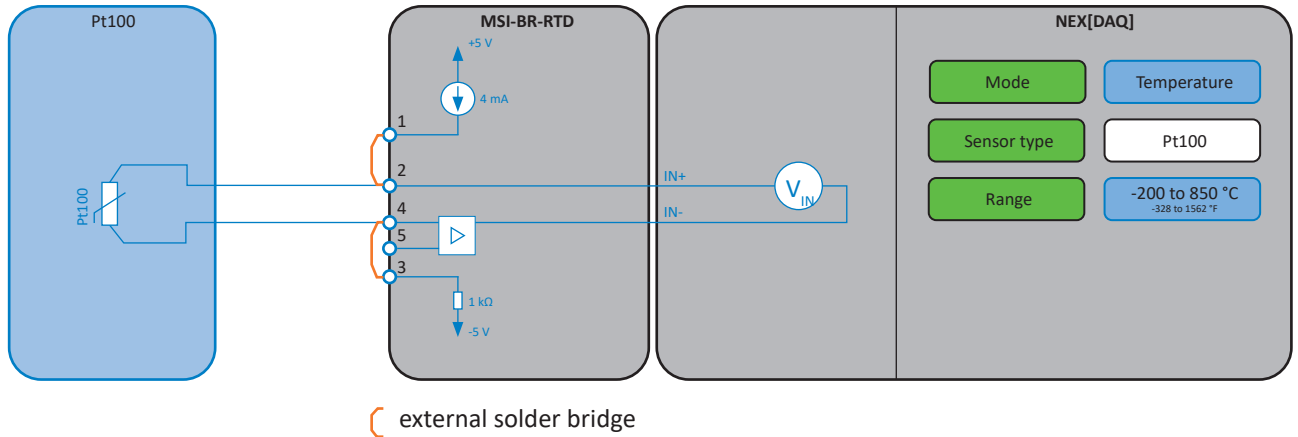 Pt100
MSI-BR-RTD
NEX[DAQ]
+5 V
4 mA
1
2
4
5
3
1 kΩ
-5 V
Pt100
IN+
IN-
V IN
Mode
Temperature
Sensor type
Pt100
Range
-200 to 850 °C
-328 to 1562 °F
external solder bridge